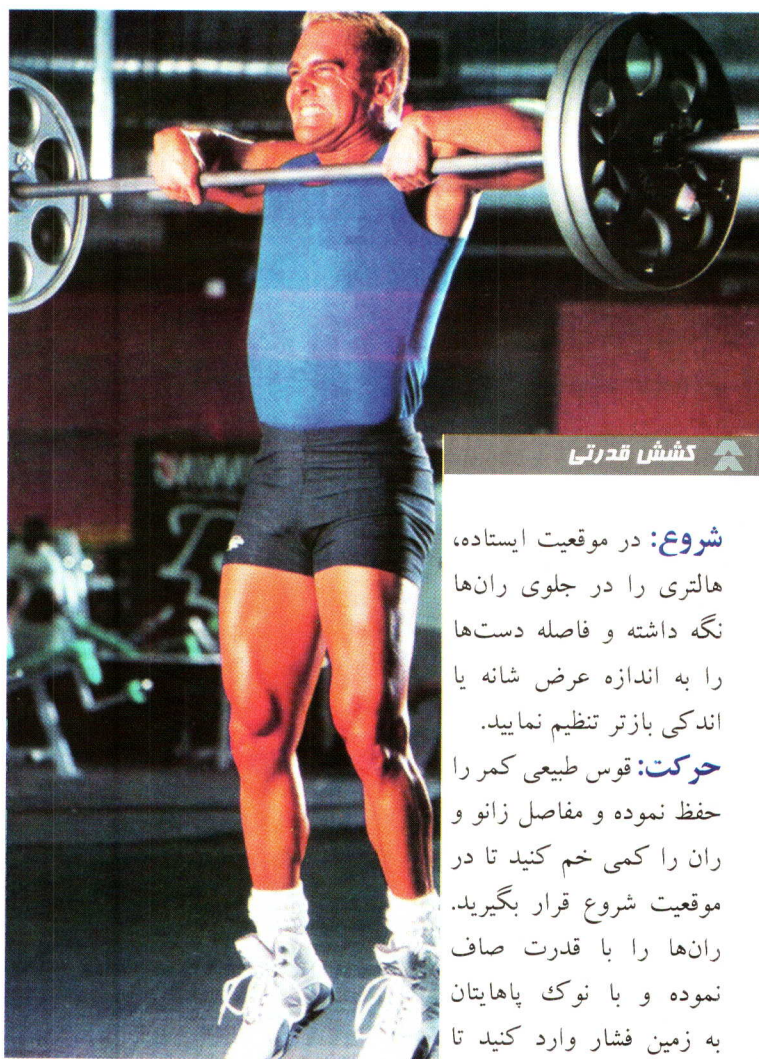 کشش قدرتی
شروع: در موقعیت ایستاده،
هالتری را در جلوی ران‌ها
نگه داشته و فاصله دست‌ها
را به اندازه عرض شانه یا
اندکی بازتر تنظیم نمایید.
حرکت: قوس طبیعی کمر را
حفظ نموده و مفاصل زانو و
ران را کمی خم کنید تا در
موقعیت شروع قرار بگیرید.
ران‌ها را با قدرت صاف
نموده و با نوک پاهایتان
به زمین فشار وارد کنید تا